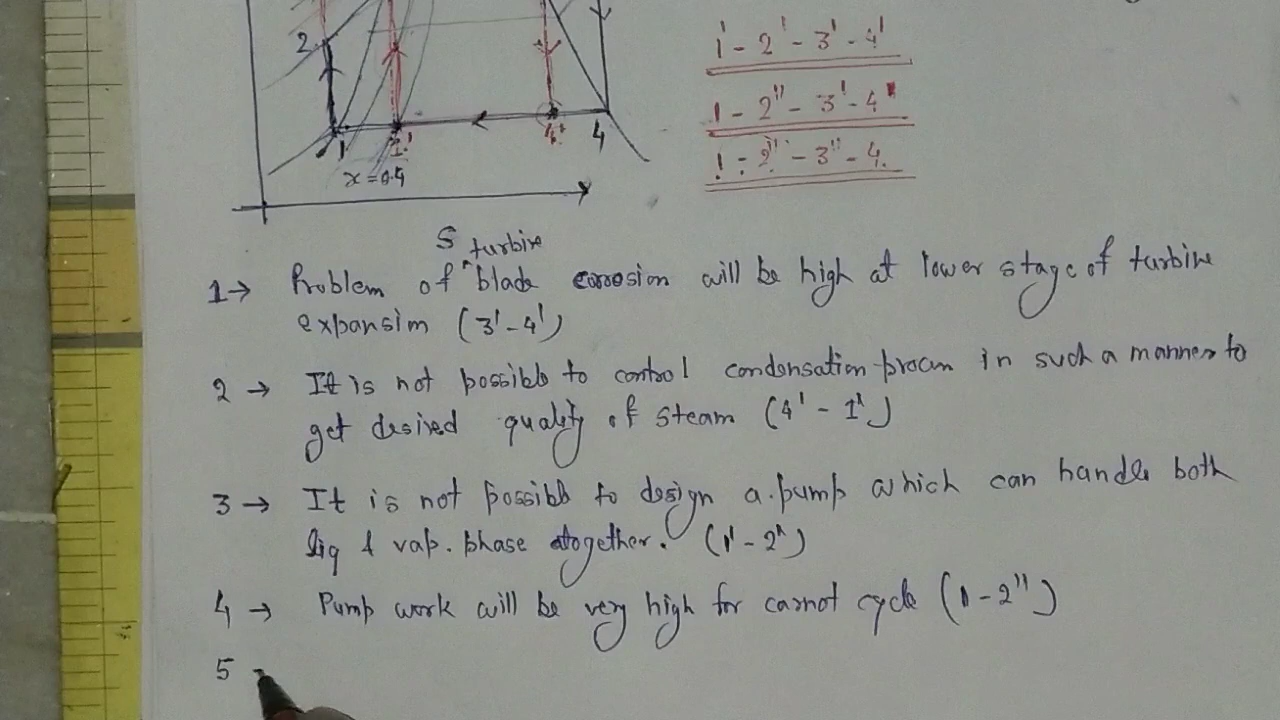 2
1
1'
4'
4
x=0.4
S
1' - 2' - 3' - 4'
1 - 2'' - 3' - 4'
1 - 2''' - 3'' - 4
turbine
1→ Problem of blade corrosion will be high at lower stage of turbine
expansion (3' - 4')
2 → It is not possible to control condensation process in such a manner to
get desired quality of steam (4' - 1')
3 → It is not possible to design a pump which can handle both
liq & vap. phase atogether. (1' - 2')
4 → Pump work will be very high for carnot cycle (1 - 2'')
5 -